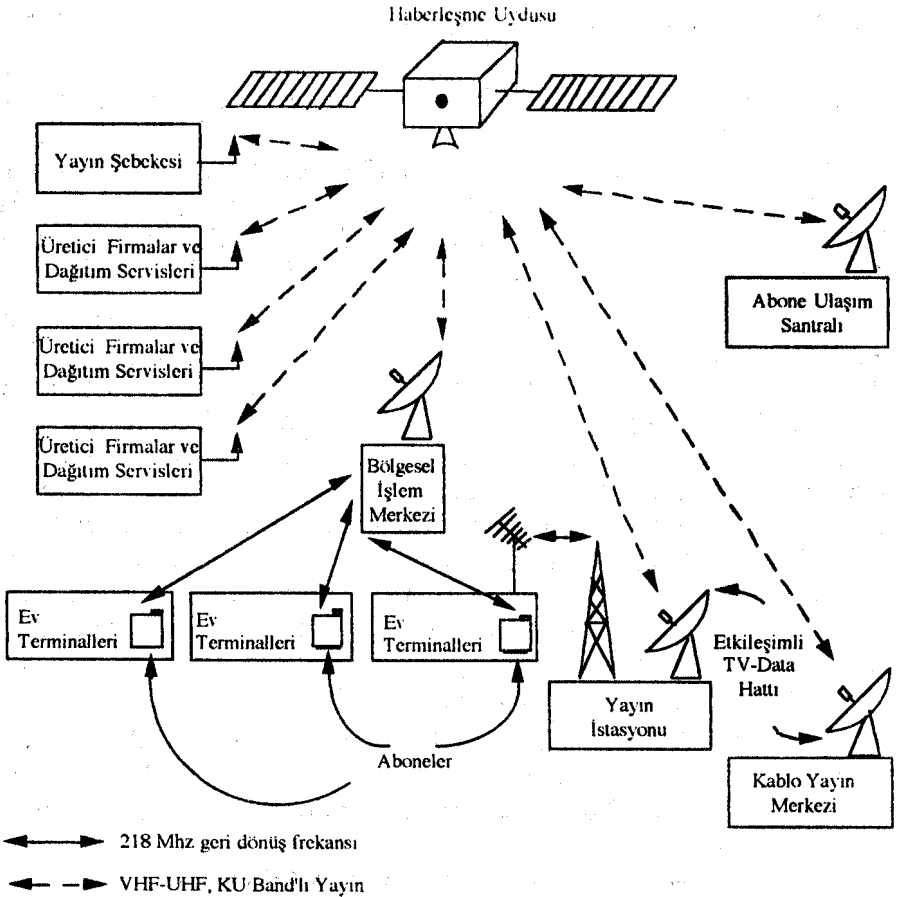 Haberleşme Uydusu
Yayın Şebekesi
Üretici Firmalar ve
Dağıtım Servisleri
Üretici Firmalar ve
Dağıtım Servisleri
Üretici Firmalar ve
Dağıtım Servisleri
Abone Ulaşım
Santralı
Bölgesel
İşlem
Merkezi
Ev
Terminalleri
Ev
Terminalleri
Ev
Terminalleri
Etkileşimli
TV-Data
Hattı
Yayın
İstasyonu
Aboneler
Kablo Yayın
Merkezi
218 Mhz geri dönüş frekansı
VHF-UHF, KU Band'lı Yayın